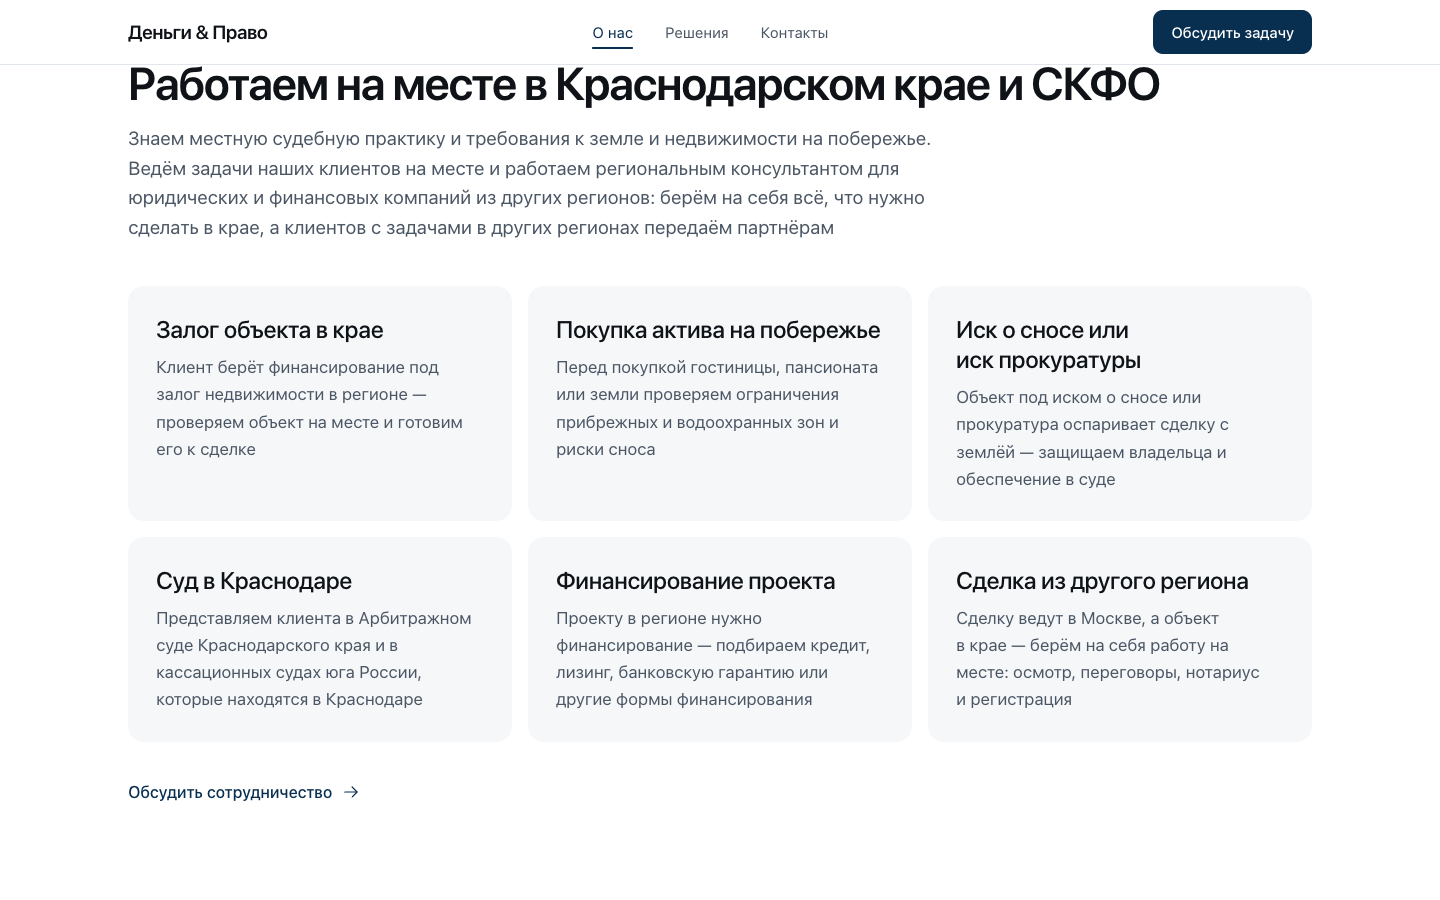 Деньги & Право
О нас
Решения
Контакты
Обсудить задачу
Работаем на месте в Краснодарском крае и СКФО
Знаем местную судебную практику и требования к земле и недвижимости на побережье.
Ведём задачи наших клиентов на месте и работаем региональным консультантом для
юридических и финансовых компаний из других регионов: берём на себя всё, что нужно
сделать в крае, а клиентов с задачами в других регионах передаём партнёрам
Залог объекта в крае
Клиент берёт финансирование под
залог недвижимости в регионе —
проверяем объект на месте и готовим
его к сделке
Покупка актива на побережье
Перед покупкой гостиницы, пансионата
или земли проверяем ограничения
прибрежных и водоохранных зон и
риски сноса
Иск о сносе или
иск прокуратуры
Объект под иском о сносе или
прокуратура оспаривает сделку с
землёй — защищаем владельца и
обеспечение в суде
Суд в Краснодаре
Представляем клиента в Арбитражном
суде Краснодарского края и в
кассационных судах юга России,
которые находятся в Краснодаре
Финансирование проекта
Проекту в регионе нужно
финансирование — подбираем кредит,
лизинг, банковскую гарантию или
другие формы финансирования
Сделка из другого региона
Сделку ведут в Москве, а объект
в крае — берём на себя работу на
месте: осмотр, переговоры, нотариус
и регистрация
Обсудить сотрудничество